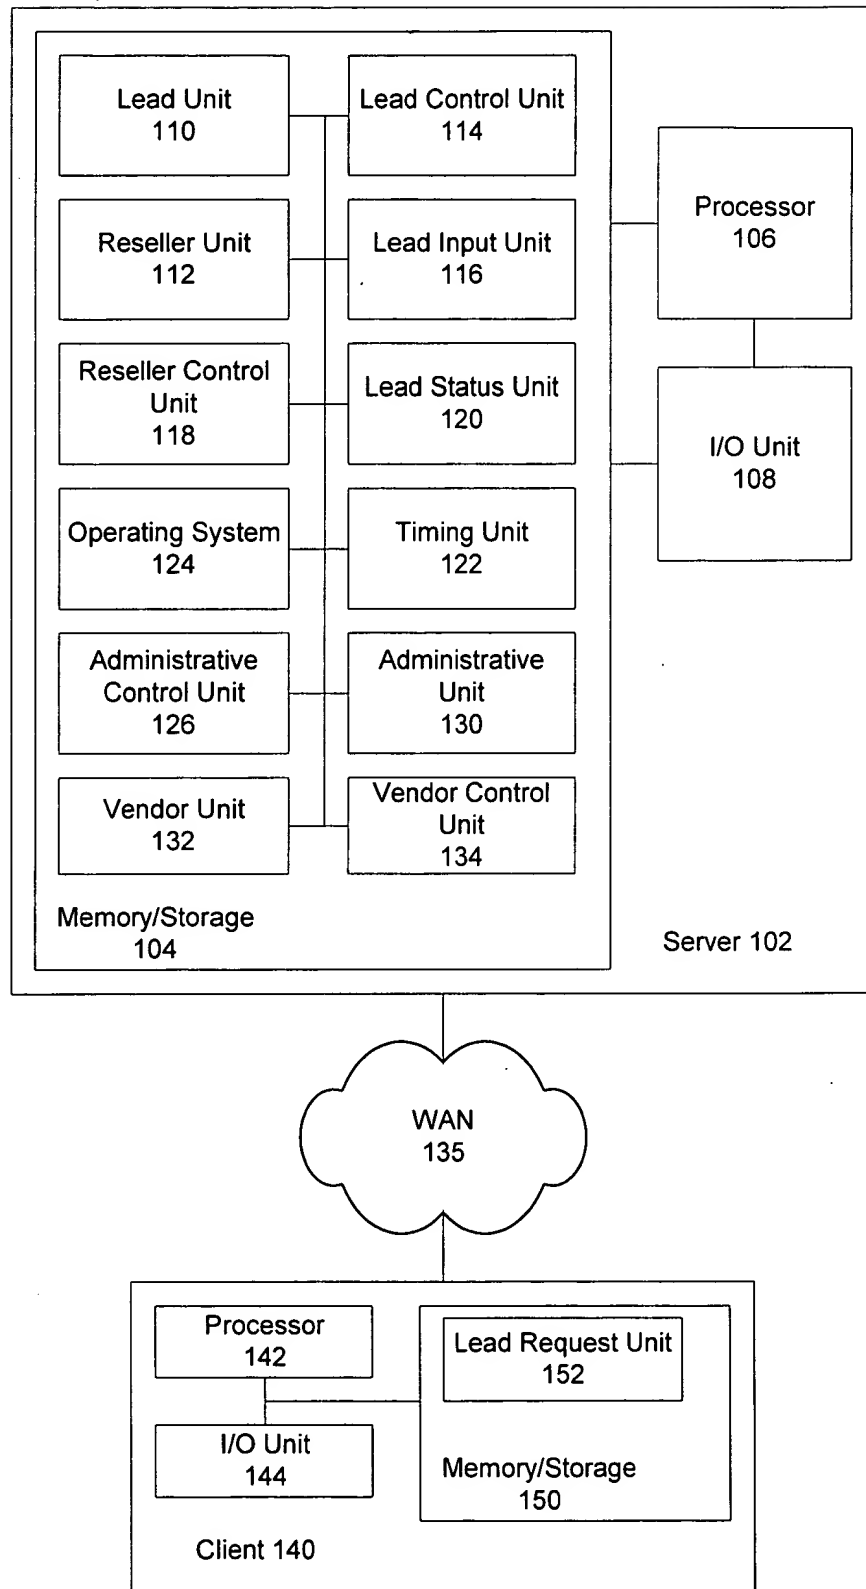 Lead Unit
110
Lead Control Unit
114
Reseller Unit
112
Lead Input Unit
116
Reseller Control
Unit
118
Lead Status Unit
120
Operating System
124
Timing Unit
122
Administrative
Control Unit
126
Administrative
Unit
130
Vendor Unit
132
Vendor Control
Unit
134
Memory/Storage
104
Processor
106
I/O Unit
108
Server 102
WAN
135
Processor
142
I/O Unit
144
Lead Request Unit
152
Memory/Storage
150
Client 140